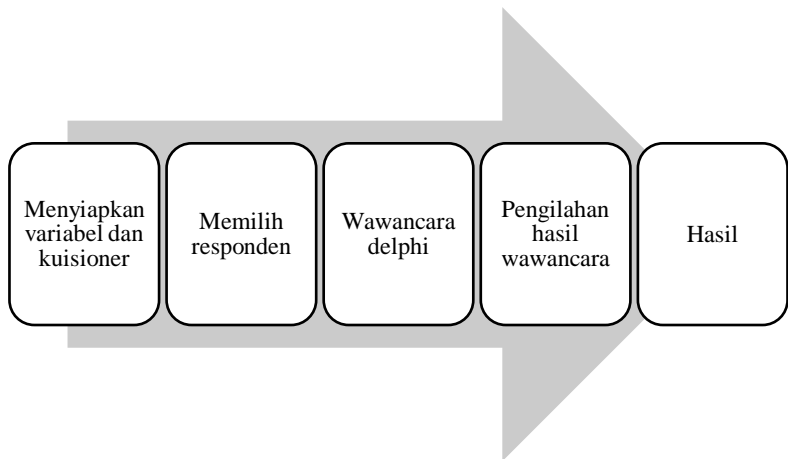 Menyiapkan
variabel dan
kuisioner
Memilih
responden
Wawancara
delphi
Pengilahan
hasil
wawancara
Hasil